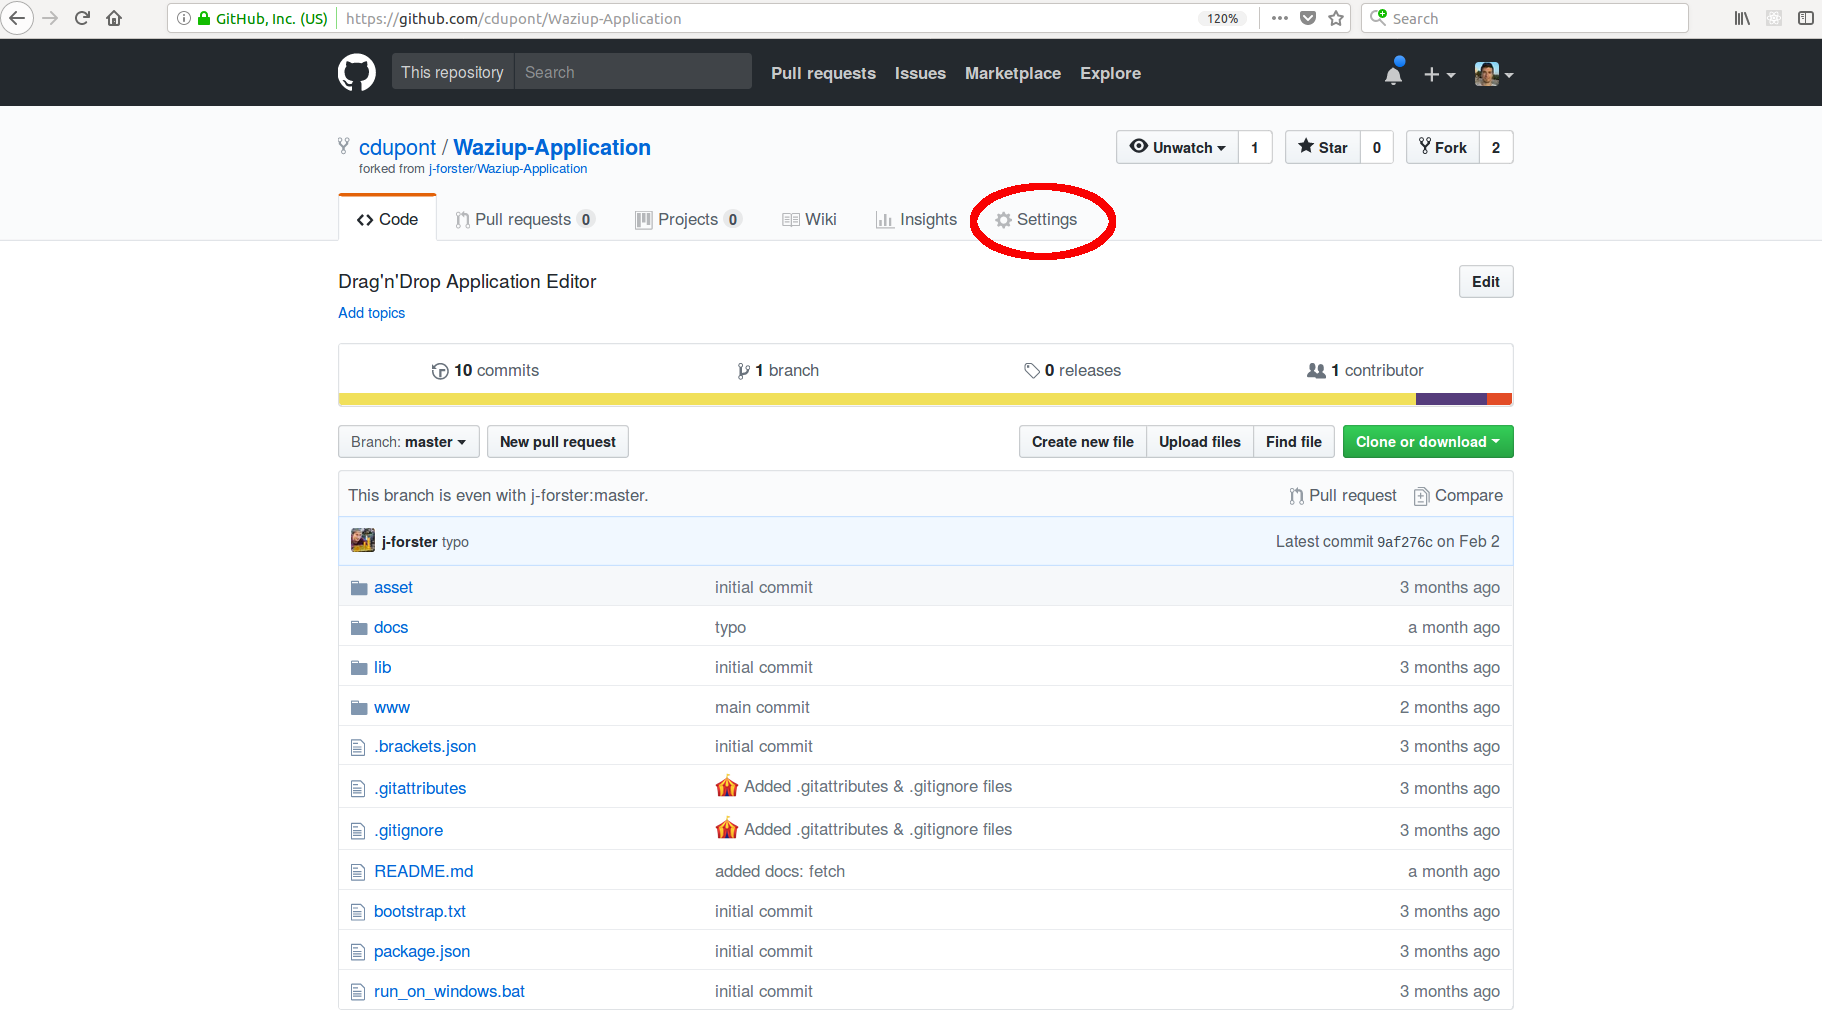 GitHub, Inc. (US) https://github.com/cdupont/Waziup-Application 120% Search
This repository Search Pull requests Issues Marketplace Explore
cdupont / Waziup-Application Unwatch 1 Star 0 Fork 2
forked from j-forster/Waziup-Application
Code Pull requests 0 Projects 0 Wiki Insights Settings
Drag'n'Drop Application Editor Edit
Add topics
10 commits 1 branch 0 releases 1 contributor
Branch: master New pull request Create new file Upload files Find file Clone or download
This branch is even with j-forster:master. Pull request Compare
j-forster typo Latest commit 9af276c on Feb 2
asset initial commit 3 months ago
docs typo a month ago
lib initial commit 3 months ago
www main commit 2 months ago
.brackets.json initial commit 3 months ago
.gitattributes Added .gitattributes & .gitignore files 3 months ago
.gitignore Added .gitattributes & .gitignore files 3 months ago
README.md added docs: fetch a month ago
bootstrap.txt initial commit 3 months ago
package.json initial commit 3 months ago
run_on_windows.bat initial commit 3 months ago